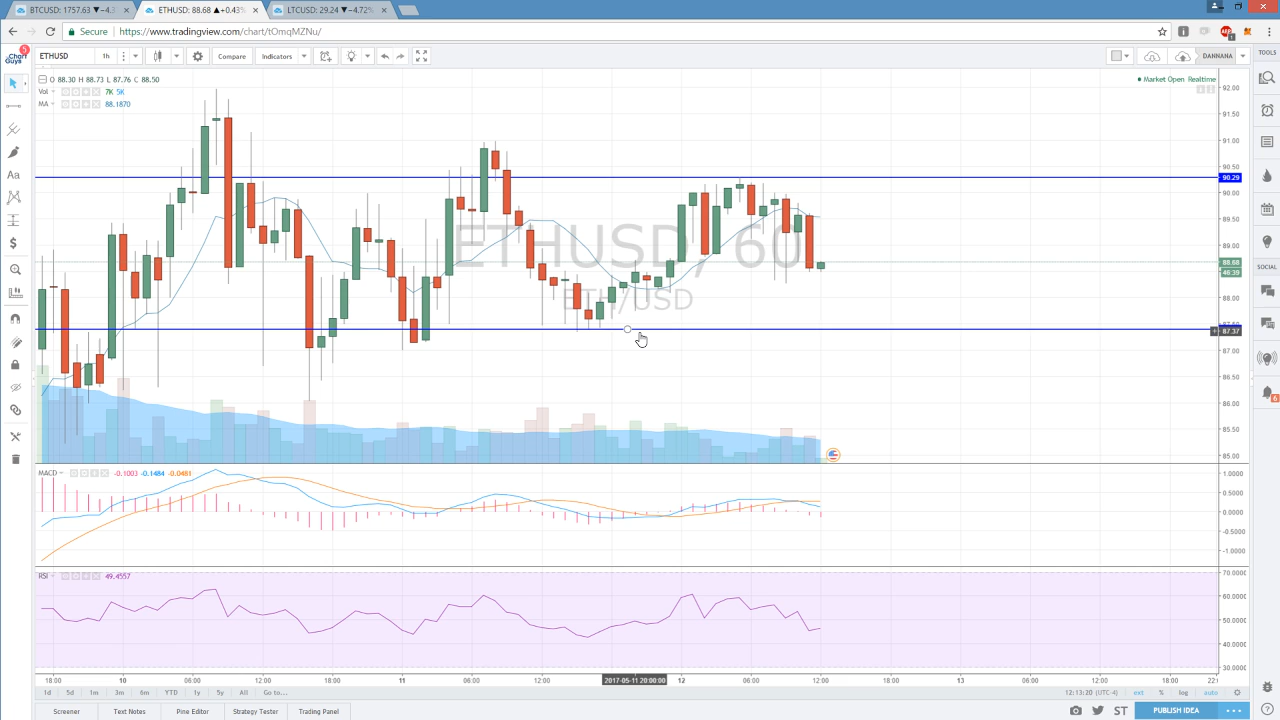 BTCUSD: 1757.63 ▼−4.3
ETHUSD: 88.68 ▲+0.43%
LTCUSD: 29.24 ▼−4.72%
Secure https://www.tradingview.com/chart/tOmqMZNu/
Chart Guys 5 ETHUSD 1h Compare Indicators DANNANA TOOLS
O 88.30 H 88.73 L 87.76 C 88.50
Market Open Realtime
Vol 7K 5K
MA 88.1870
ETHUSD, 60
ETH/USD
92.00
91.50
91.00
90.50
90.29
90.00
89.50
89.00
88.68
46:39
88.00
87.37
87.00
86.50
86.00
85.50
85.00
SOCIAL
6
MACD -0.1003 -0.1484 -0.0481
1.0000
0.5000
0.0000
-0.5000
-1.0000
RSI 49.4557
70.0000
60.0000
50.0000
40.0000
30.0000
18:00 10 06:00 12:00 18:00 11 06:00 12:00 2017-05-11 20:00:00 12 06:00 12:00 18:00 13 06:00 12:00 18:00 22:
1d 5d 1m 3m 6m YTD 1y 5y All Go to... 12:13:20 (UTC-4) ext % log auto
Screener Text Notes Pine Editor Strategy Tester Trading Panel ST PUBLISH IDEA